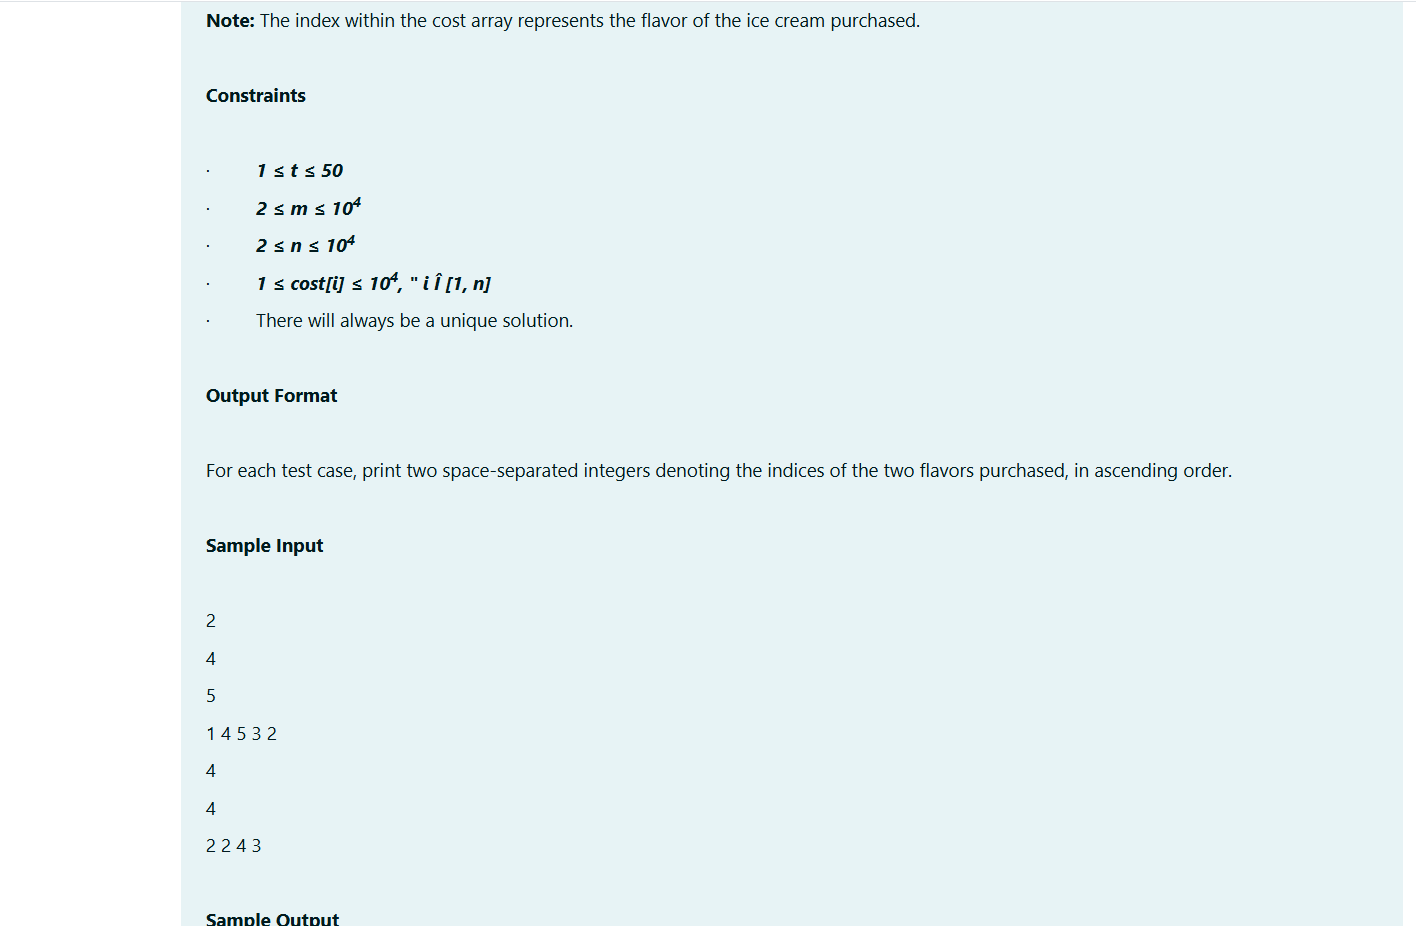 Note: The index within the cost array represents the flavor of the ice cream purchased.
Constraints
· 1 ≤ t ≤ 50
· 2 ≤ m ≤ 10⁴
· 2 ≤ n ≤ 10⁴
· 1 ≤ cost[i] ≤ 10⁴, " i Î [1, n]
· There will always be a unique solution.
Output Format
For each test case, print two space-separated integers denoting the indices of the two flavors purchased, in ascending order.
Sample Input
2
4
5
1 4 5 3 2
4
4
2 2 4 3
Sample Output